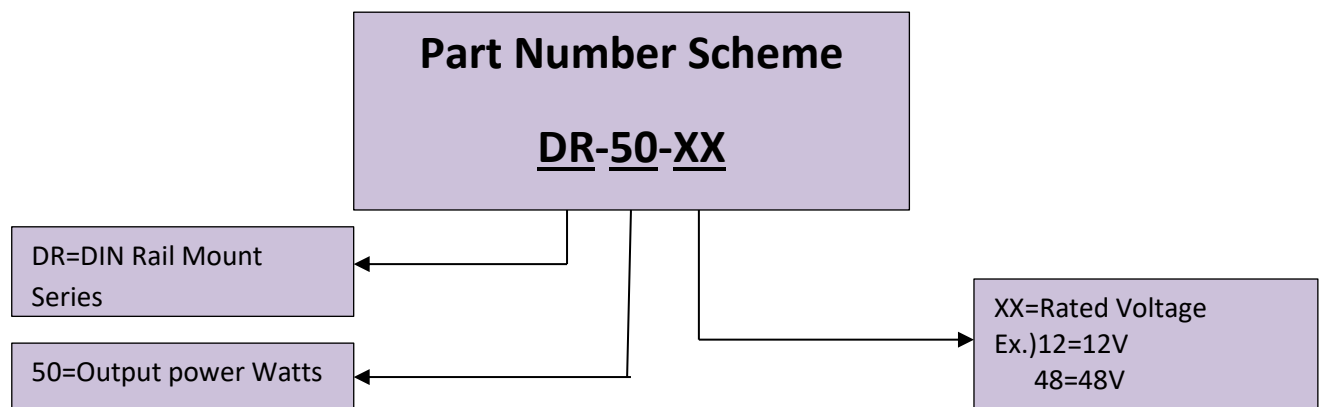 Part Number Scheme
DR-50-XX
DR=DIN Rail Mount
Series
50=Output power Watts
XX=Rated Voltage
Ex.)12=12V
48=48V